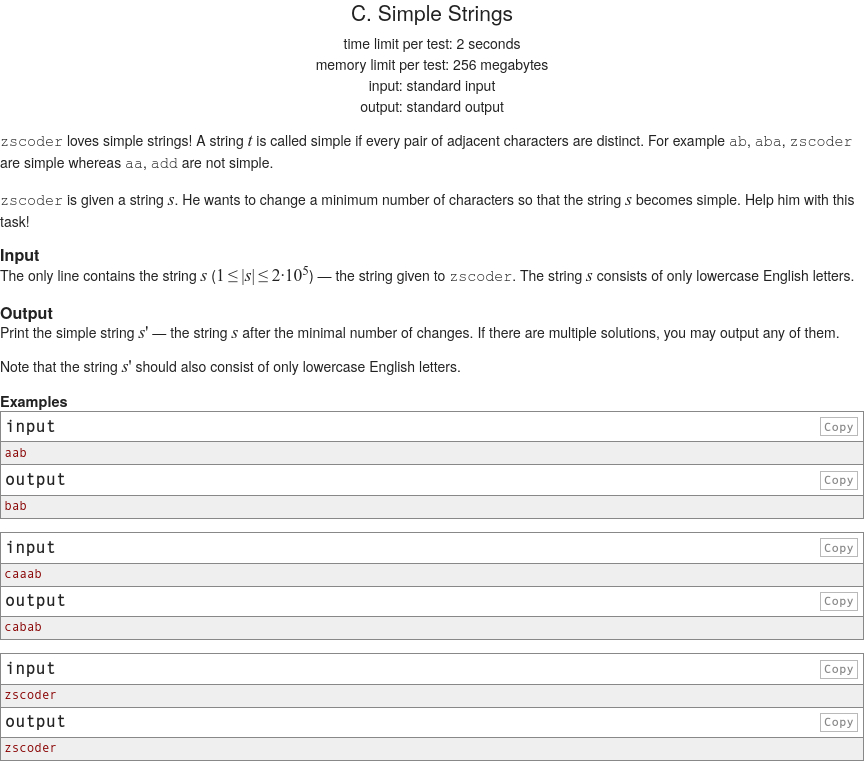 C. Simple Strings
time limit per test: 2 seconds
memory limit per test: 256 megabytes
input: standard input
output: standard output
zscoder loves simple strings! A string t is called simple if every pair of adjacent characters are distinct. For example ab, aba, zscoder
are simple whereas aa, add are not simple.
zscoder is given a string s. He wants to change a minimum number of characters so that the string s becomes simple. Help him with this
task!
Input
The only line contains the string s (1 ≤ |s| ≤ 2·10⁵) — the string given to zscoder. The string s consists of only lowercase English letters.
Output
Print the simple string s' — the string s after the minimal number of changes. If there are multiple solutions, you may output any of them.
Note that the string s' should also consist of only lowercase English letters.
Examples
input Copy
aab
output Copy
bab
input Copy
caaab
output Copy
cabab
input Copy
zscoder
output Copy
zscoder